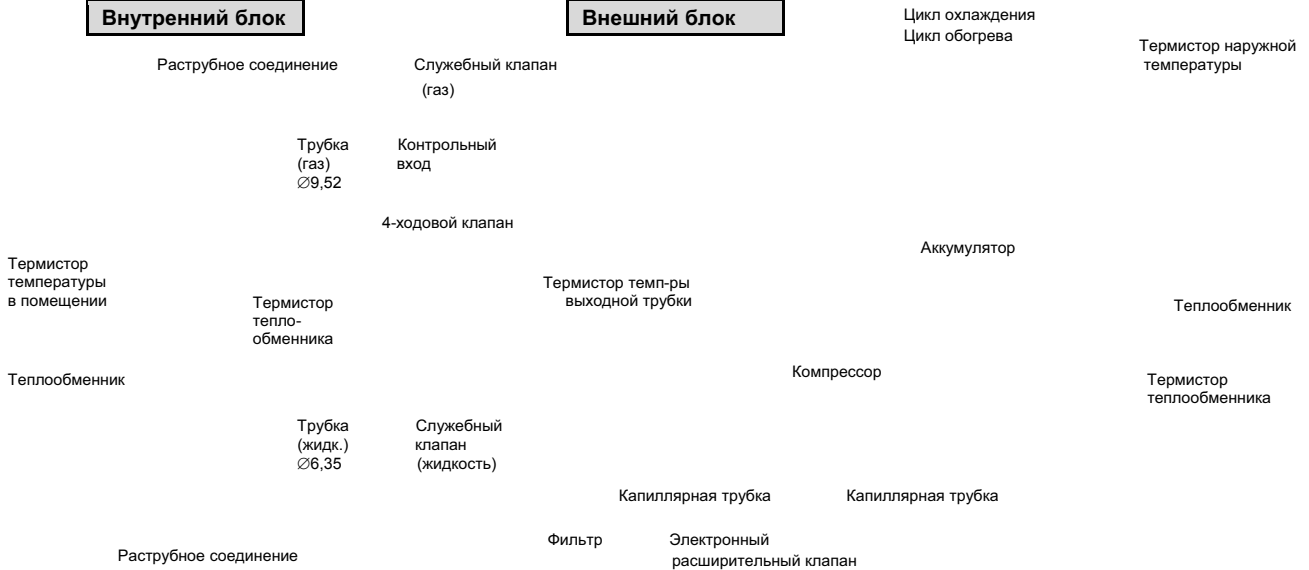 Внутренний блок
Внешний блок
Цикл охлаждения
Цикл обогрева
Термистор наружной
температуры
Раструбное соединение
Служебный клапан
(газ)
Трубка
(газ)
∅9,52
Контрольный
вход
4-ходовой клапан
Аккумулятор
Термистор
температуры
в помещении
Термистор
тепло-
обменника
Термистор темп-ры
выходной трубки
Теплообменник
Теплообменник
Компрессор
Термистор
теплообменника
Трубка
(жидк.)
∅6,35
Служебный
клапан
(жидкость)
Капиллярная трубка
Капиллярная трубка
Раструбное соединение
Фильтр
Электронный
расширительный клапан